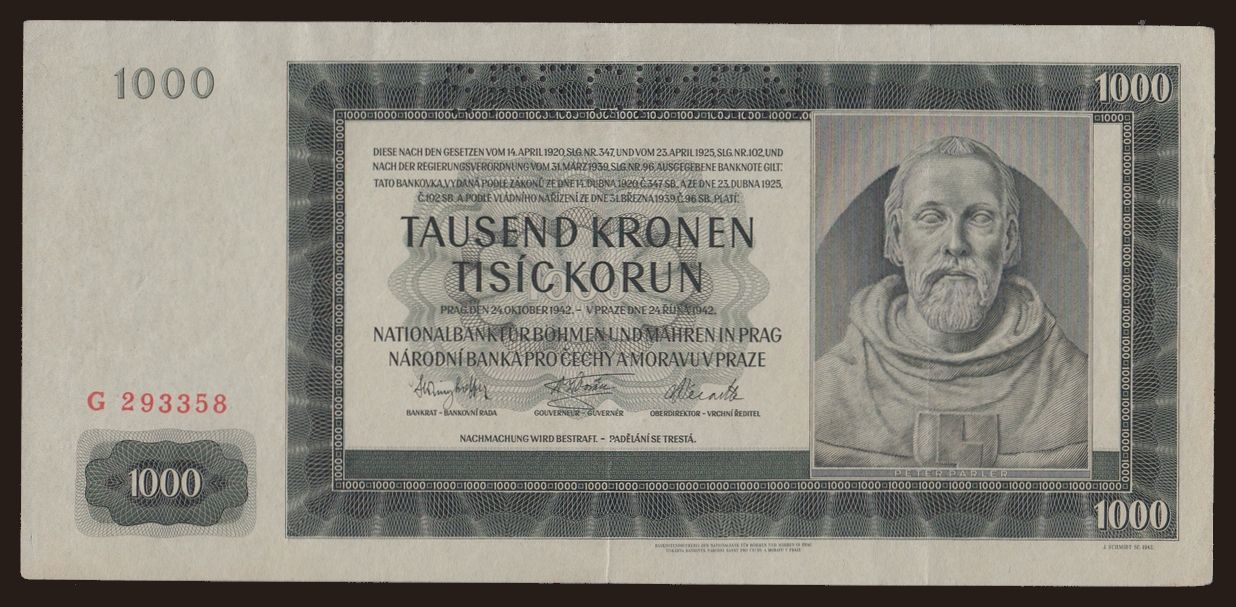 1000
SPECIMEN
1000
DIESE NACH DEN GESETZEN VOM 14. APRIL 1920, SLG. NR. 347, UND VOM 23. APRIL 1925, SLG. NR. 102, UND
NACH DER REGIERUNGSVERORDNUNG VOM 31. MÄRZ 1939, SLG. NR. 96, AUSGEGEBENE BANKNOTE GILT.
TATO BANKOVKA, VYDANÁ PODLE ZÁKONŮ ZE DNE 14. DUBNA 1920, Č. 347 SB., A ZE DNE 23. DUBNA 1925,
Č. 102 SB., A PODLE VLÁDNÍHO NAŘÍZENÍ ZE DNE 31. BŘEZNA 1939, Č. 96 SB., PLATÍ:
TAUSEND KRONEN
TISÍC KORUN
PRAG, DEN 24. OKTOBER 1942. – V PRAZE DNE 24. ŘÍJNA 1942.
NATIONALBANK FÜR BÖHMEN UND MÄHREN IN PRAG
NÁRODNÍ BANKA PRO ČECHY A MORAVU V PRAZE
BANKRAT – BANKOVNÍ RADA GOUVERNEUR – GUVERNÉR OBERDIREKTOR – VRCHNÍ ŘEDITEL
NACHMACHUNG WIRD BESTRAFT. – PADĚLÁNÍ SE TRESTÁ.
G 293358
1000
PETER PARLER
1000
J. SCHMIDT SC. 1942.